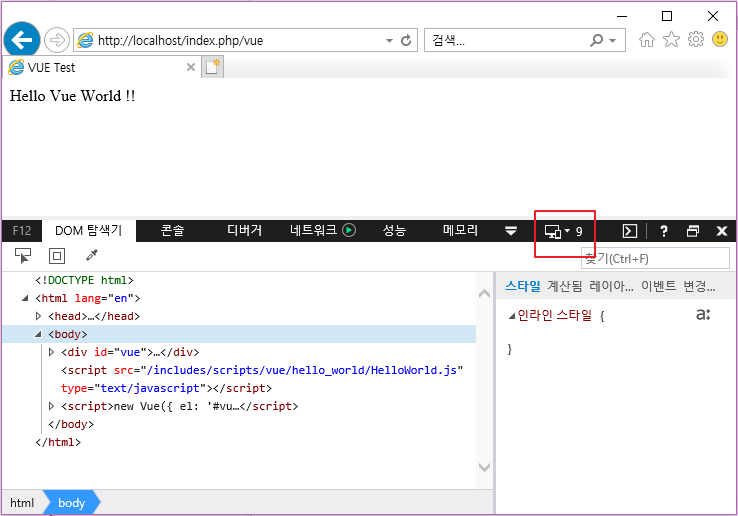 http://localhost/index.php/vue
검색...
VUE Test
Hello Vue World !!
F12 DOM 탐색기 콘솔 디버거 네트워크 성능 메모리 9 ?
찾기(Ctrl+F)
<!DOCTYPE html>
<html lang="en">
<head>…</head>
<body>
<div id="vue">…</div>
<script src="/includes/scripts/vue/hello_world/HelloWorld.js"
type="text/javascript"></script>
<script>new Vue({ el: '#vu…</script>
</body>
</html>
스타일 계산됨 레이아... 이벤트 변경...
인라인 스타일 { a:
}
html body